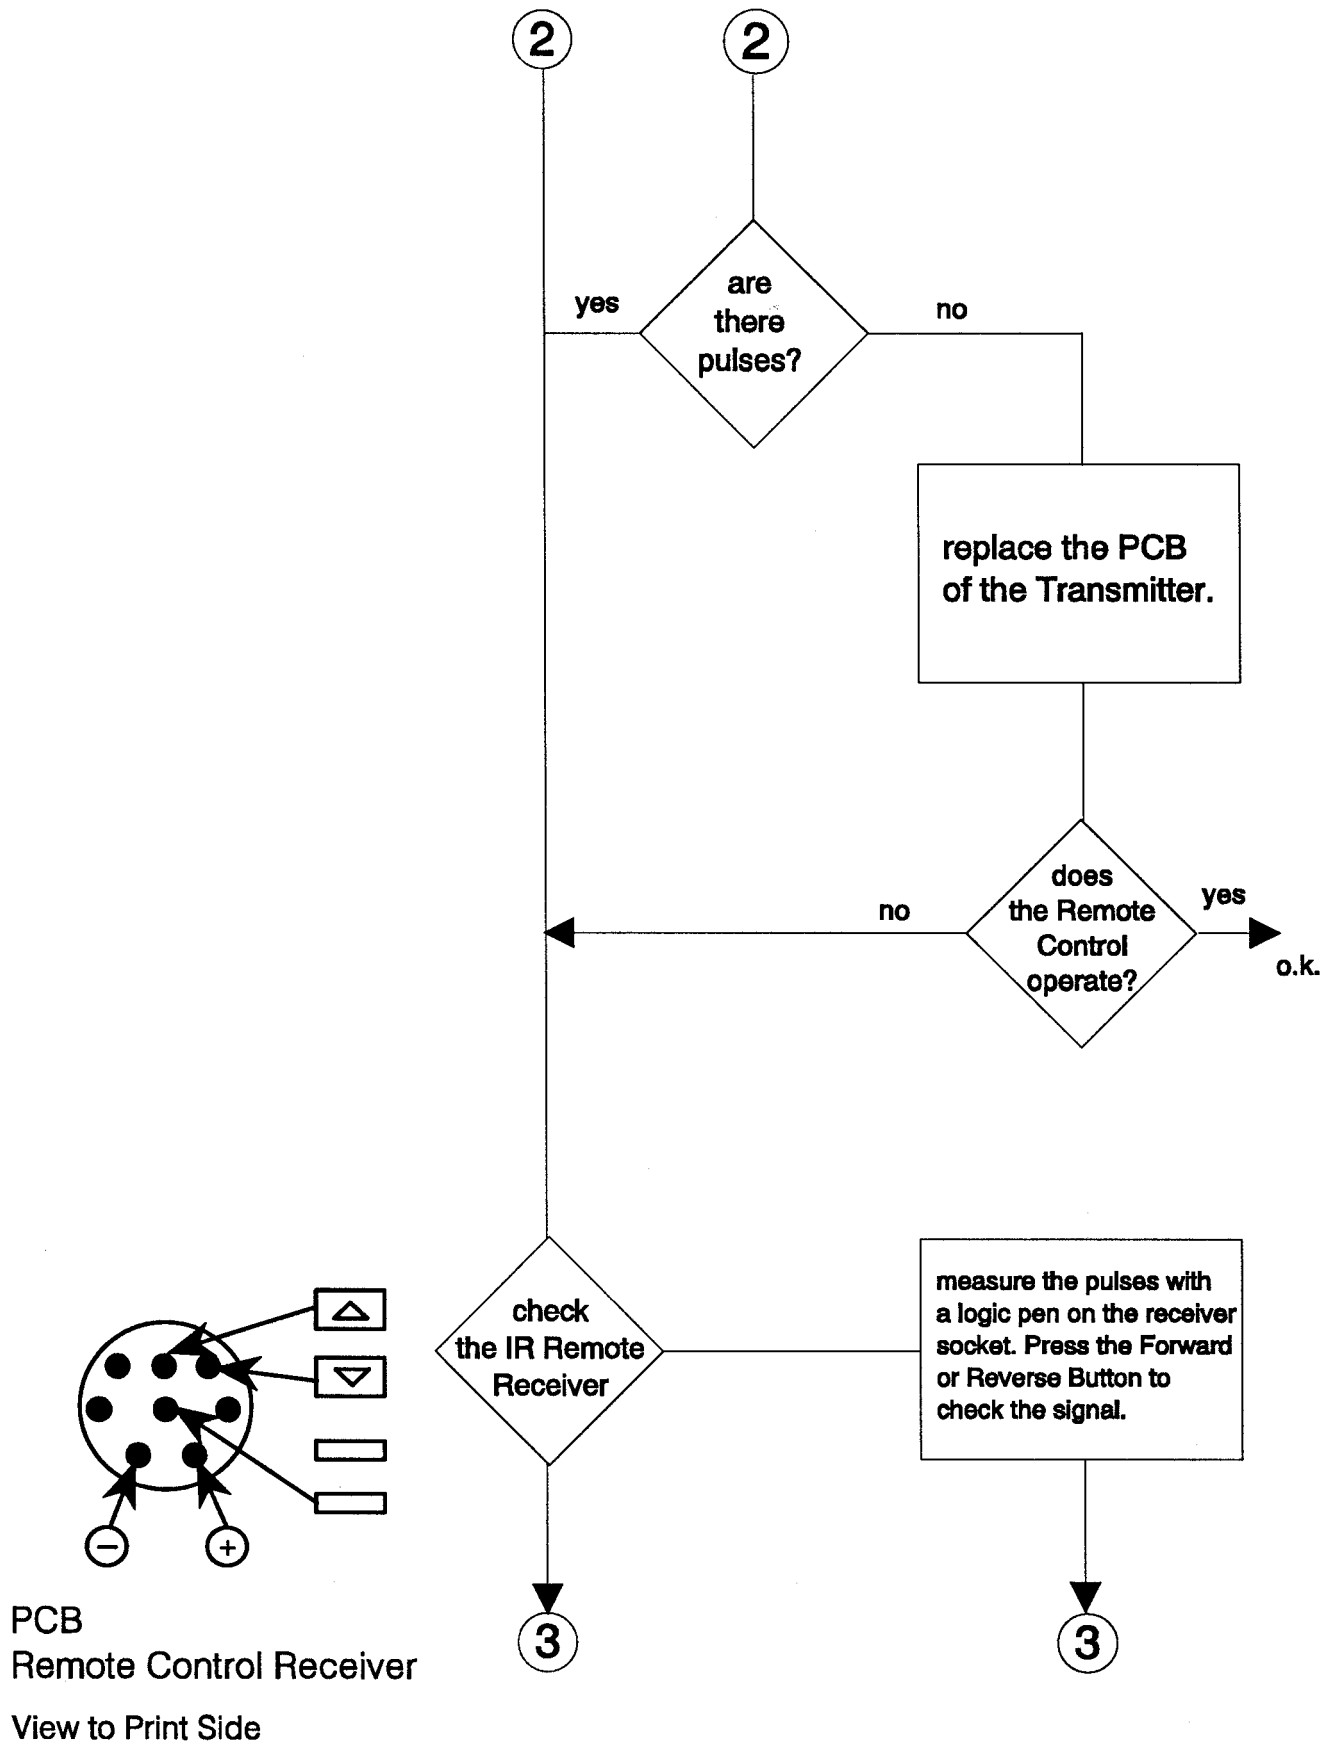 2
2
are
there
pulses?
yes
no
replace the PCB
of the Transmitter.
does
the Remote
Control
operate?
no
yes
o.k.
check
the IR Remote
Receiver
measure the pulses with
a logic pen on the receiver
socket. Press the Forward
or Reverse Button to
check the signal.
−
+
3
3
PCB
Remote Control Receiver
View to Print Side